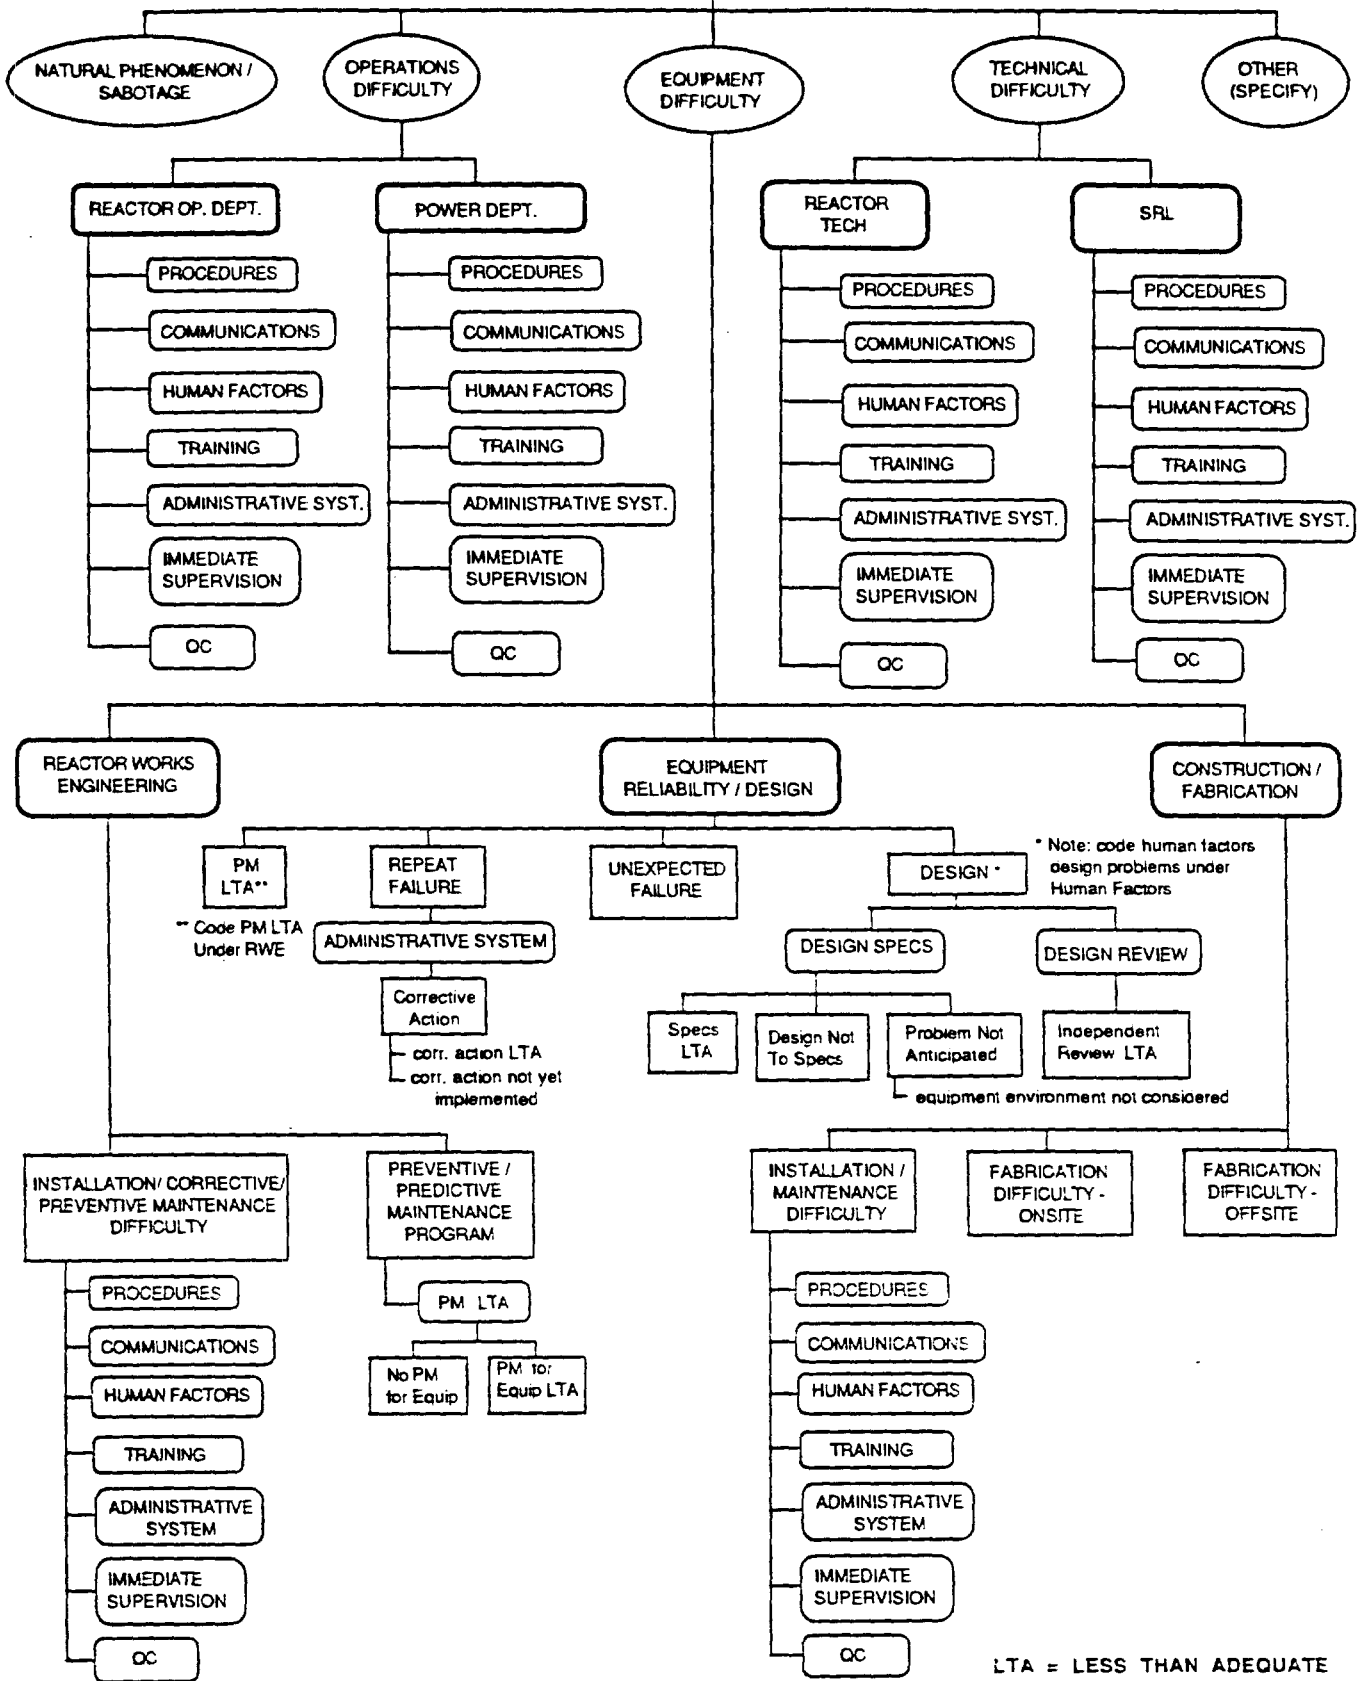 NATURAL PHENOMENON /
SABOTAGE
OPERATIONS
DIFFICULTY
EQUIPMENT
DIFFICULTY
TECHNICAL
DIFFICULTY
OTHER
(SPECIFY)
REACTOR OP. DEPT.
PROCEDURES
COMMUNICATIONS
HUMAN FACTORS
TRAINING
ADMINISTRATIVE SYST.
IMMEDIATE
SUPERVISION
QC
POWER DEPT.
PROCEDURES
COMMUNICATIONS
HUMAN FACTORS
TRAINING
ADMINISTRATIVE SYST.
IMMEDIATE
SUPERVISION
QC
REACTOR
TECH
PROCEDURES
COMMUNICATIONS
HUMAN FACTORS
TRAINING
ADMINISTRATIVE SYST.
IMMEDIATE
SUPERVISION
QC
SRL
PROCEDURES
COMMUNICATIONS
HUMAN FACTORS
TRAINING
ADMINISTRATIVE SYST.
IMMEDIATE
SUPERVISION
QC
REACTOR WORKS
ENGINEERING
EQUIPMENT
RELIABILITY / DESIGN
CONSTRUCTION /
FABRICATION
PM
LTA**
** Code PM LTA
Under RWE
REPEAT
FAILURE
ADMINISTRATIVE SYSTEM
Corrective
Action
corr. action LTA
corr. action not yet
implemented
UNEXPECTED
FAILURE
DESIGN *
* Note: code human factors
design problems under
Human Factors
DESIGN SPECS
DESIGN REVIEW
Specs
LTA
Design Not
To Specs
Problem Not
Anticipated
equipment environment not considered
Independent
Review LTA
INSTALLATION/ CORRECTIVE/
PREVENTIVE MAINTENANCE
DIFFICULTY
PROCEDURES
COMMUNICATIONS
HUMAN FACTORS
TRAINING
ADMINISTRATIVE
SYSTEM
IMMEDIATE
SUPERVISION
QC
PREVENTIVE /
PREDICTIVE
MAINTENANCE
PROGRAM
PM LTA
No PM
for Equip
PM for
Equip LTA
INSTALLATION /
MAINTENANCE
DIFFICULTY
PROCEDURES
COMMUNICATIONS
HUMAN FACTORS
TRAINING
ADMINISTRATIVE
SYSTEM
IMMEDIATE
SUPERVISION
QC
FABRICATION
DIFFICULTY -
ONSITE
FABRICATION
DIFFICULTY -
OFFSITE
LTA = LESS THAN ADEQUATE